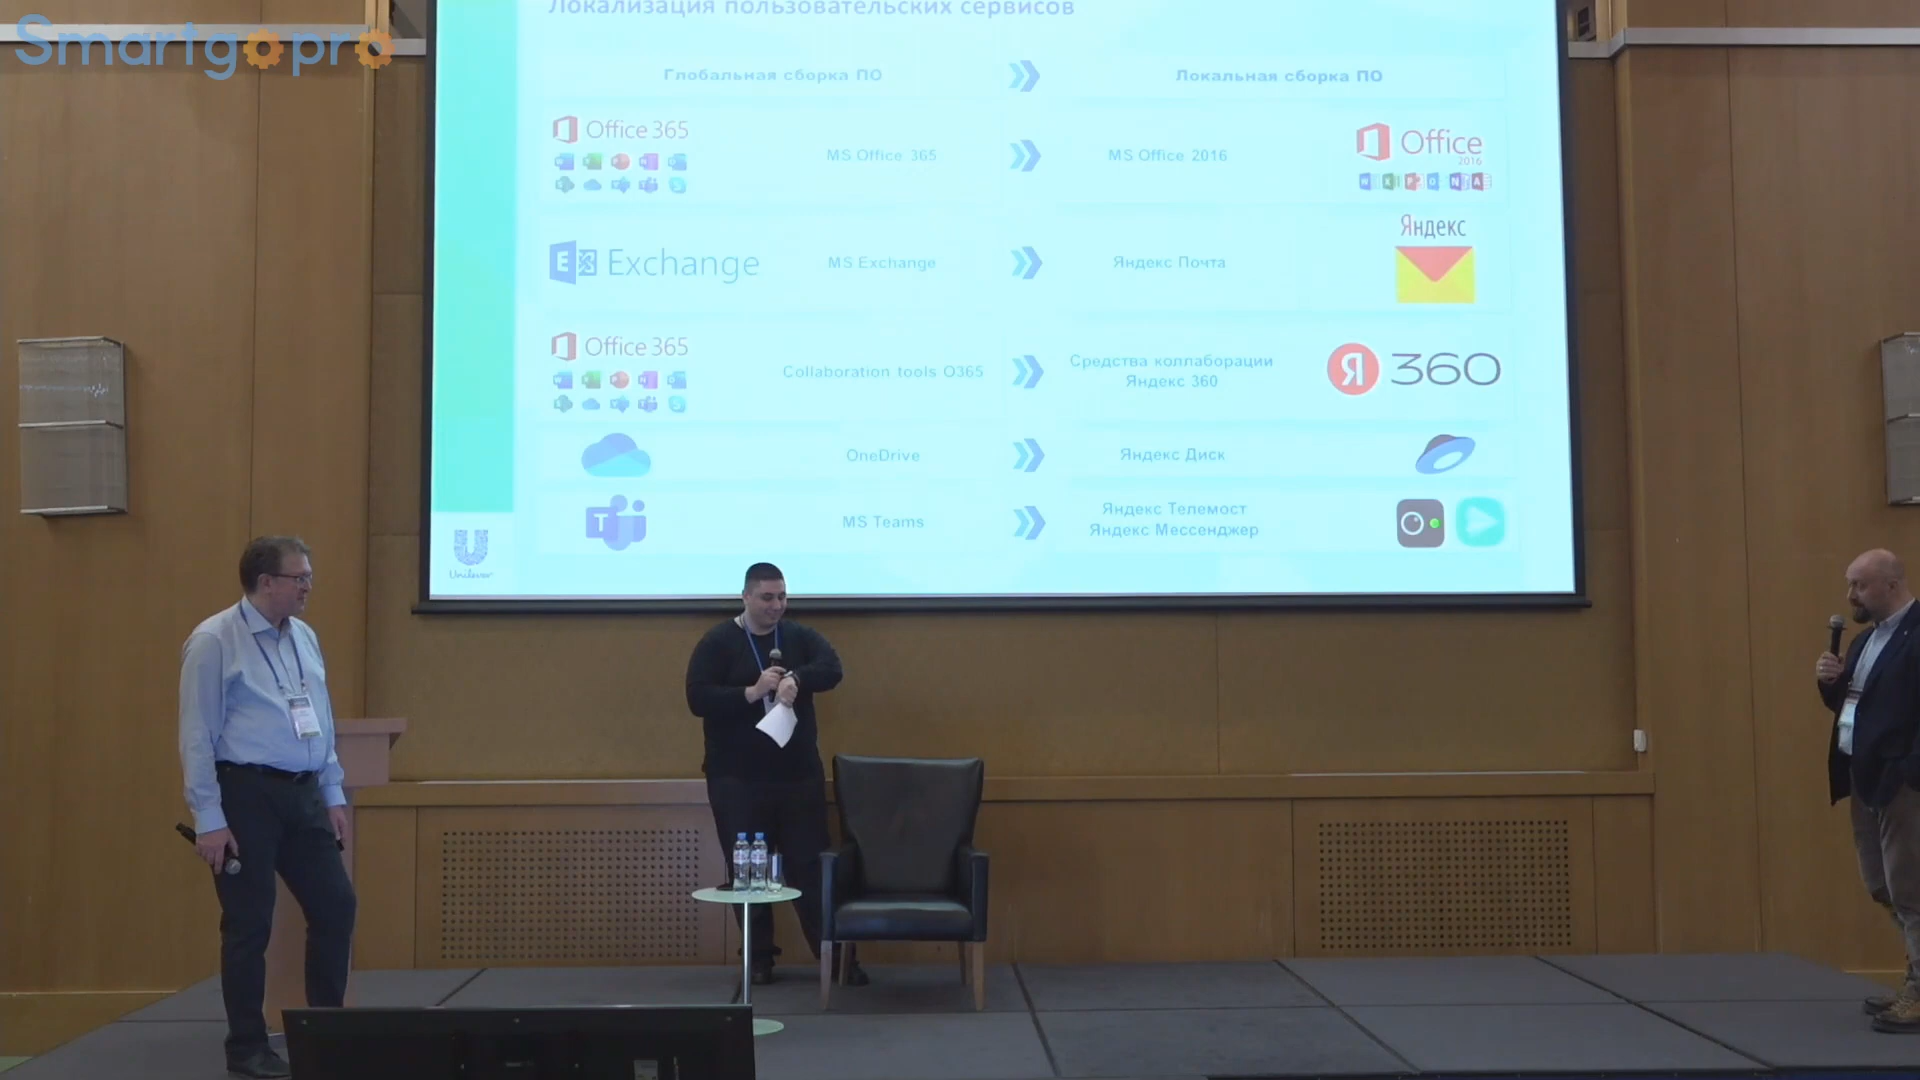 Smartgopro
Локализация пользовательских сервисов
Глобальная сборка ПО
Локальная сборка ПО
Office 365
MS Office 365
MS Office 2016
Office
2016
Exchange
MS Exchange
Яндекс Почта
Яндекс
Office 365
Collaboration tools O365
Средства коллаборации
Яндекс 360
Я 360
OneDrive
Яндекс Диск
T
MS Teams
Яндекс Телемост
Яндекс Мессенджер
Unilever